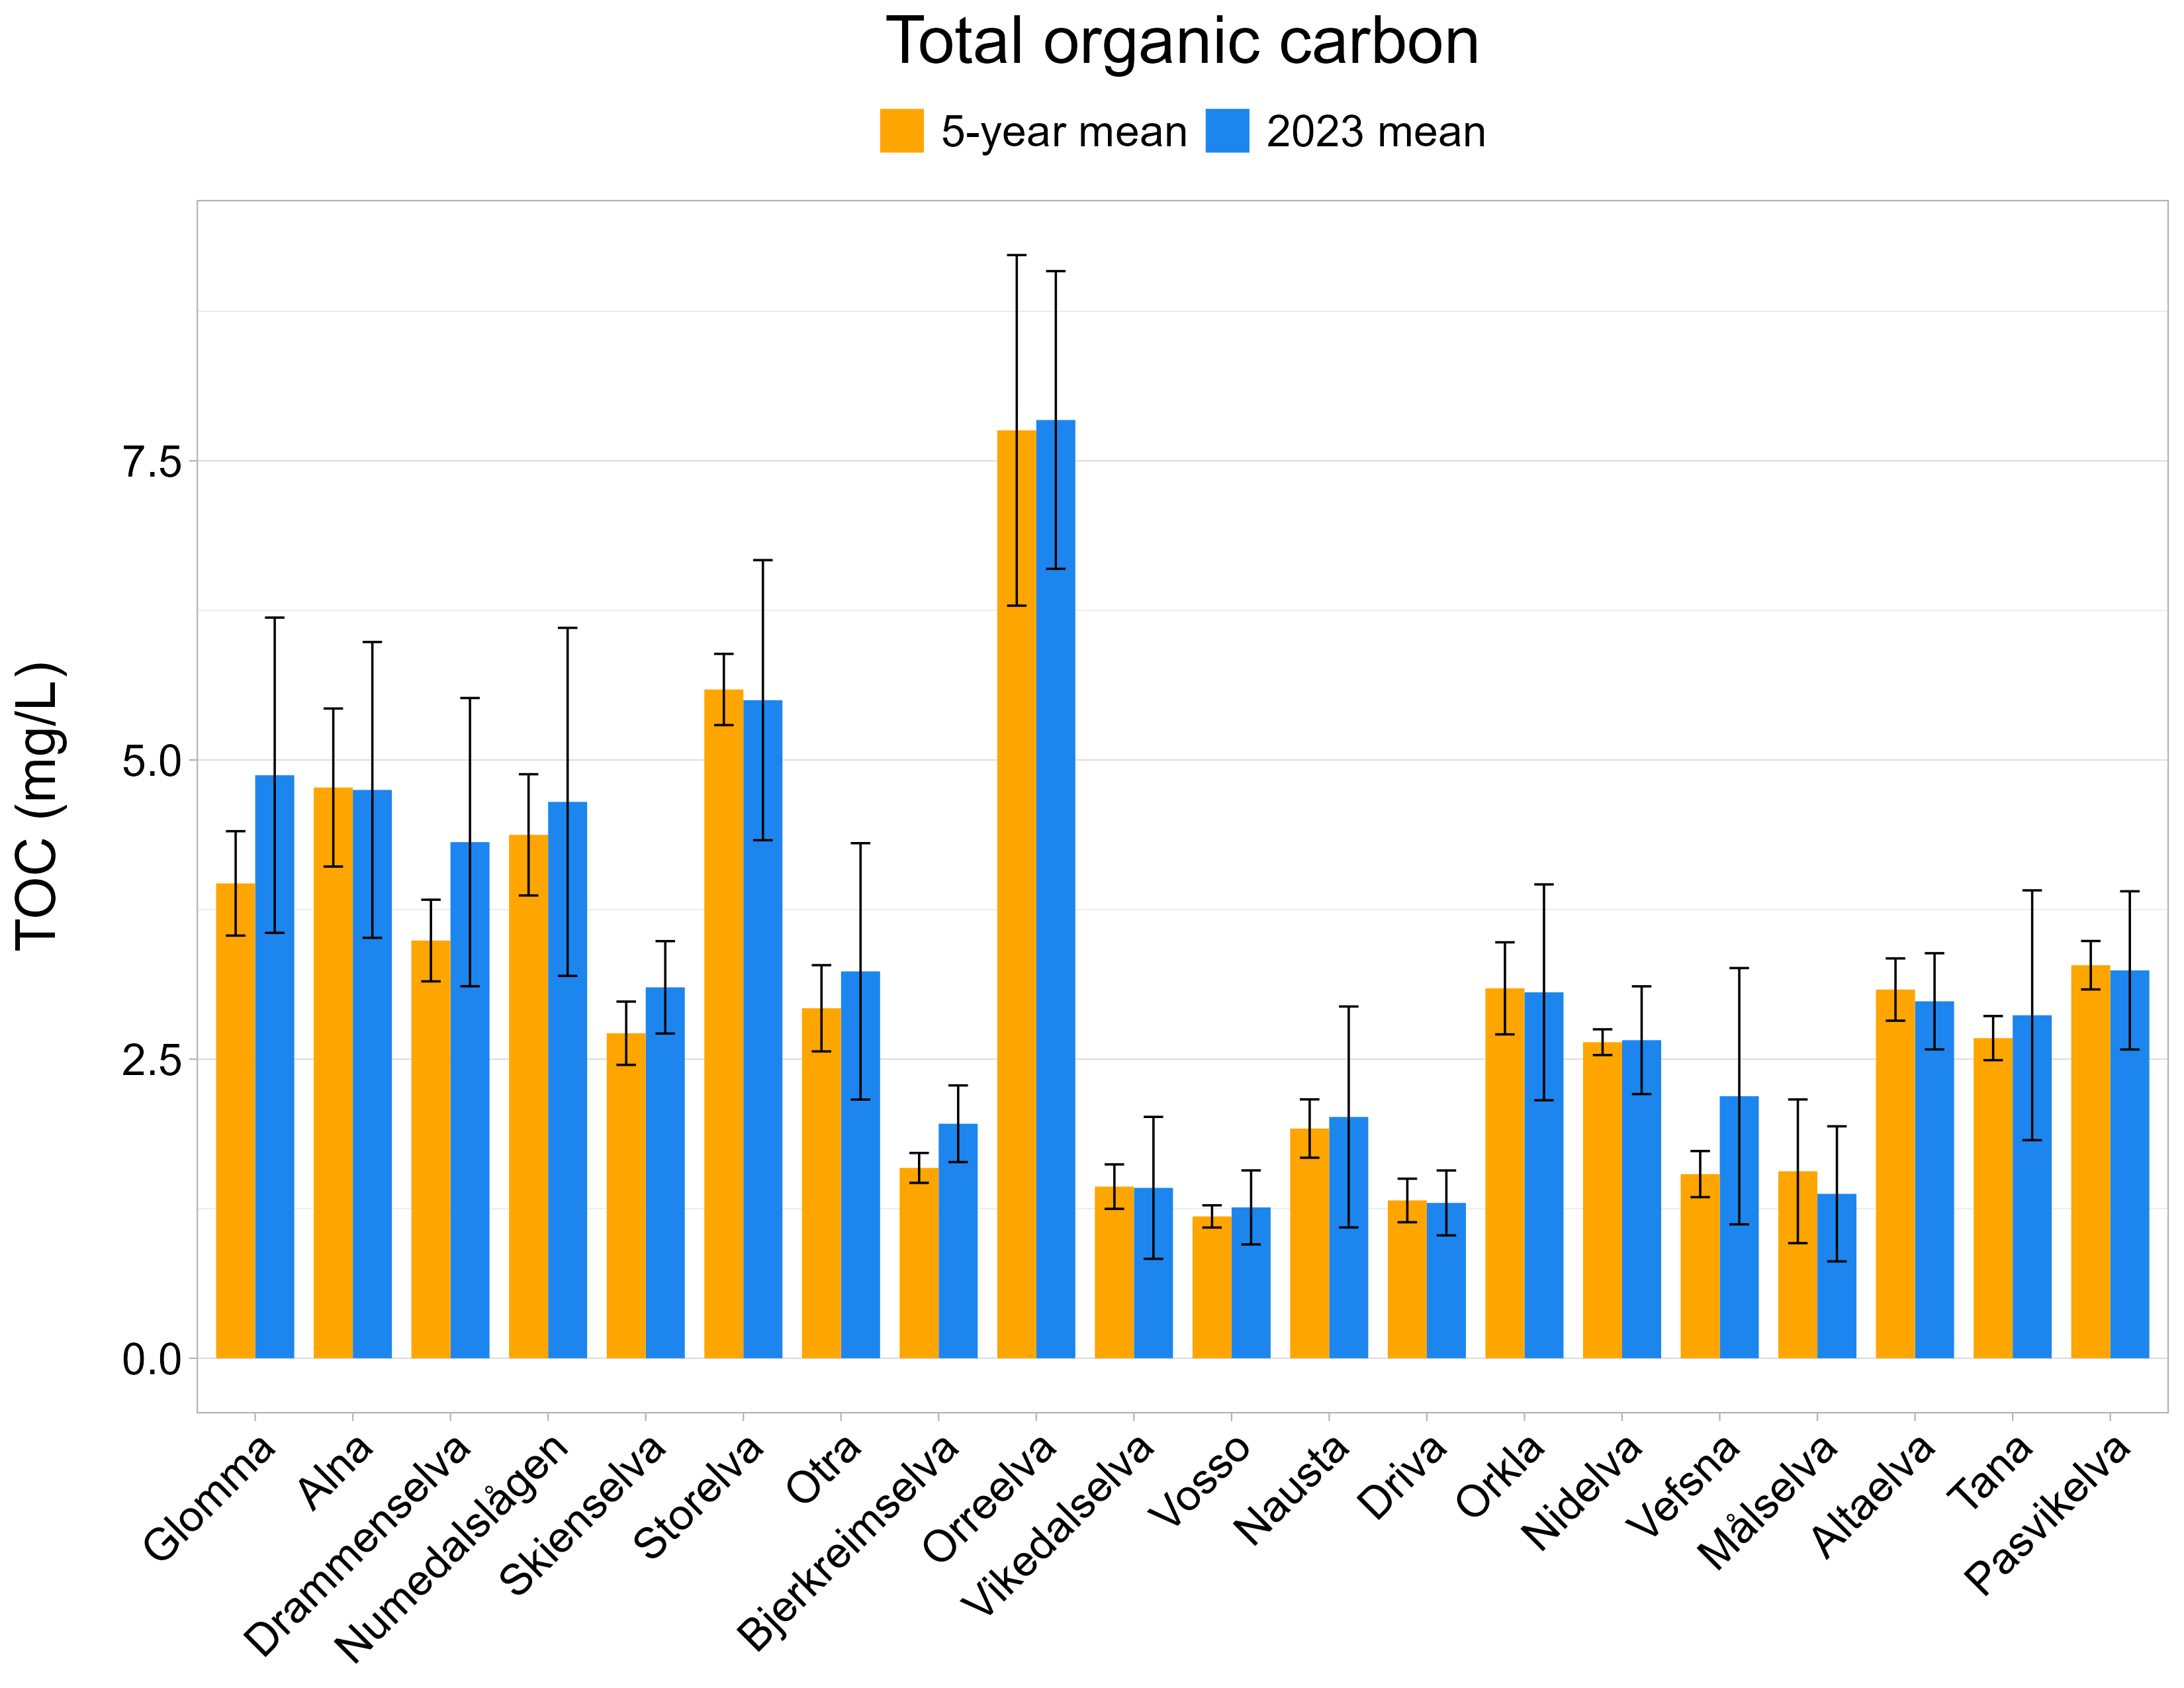 Total organic carbon
5-year mean 2023 mean
TOC (mg/L)
7.5
5.0
2.5
0.0
Glomma
Alna
Drammenselva
Numedalslågen
Skienselva
Storelva
Otra
Bjerkreimselva
Orreelva
Vikedalselva
Vosso
Nausta
Driva
Orkla
Nidelva
Vefsna
Målselva
Altaelva
Tana
Pasvikelva